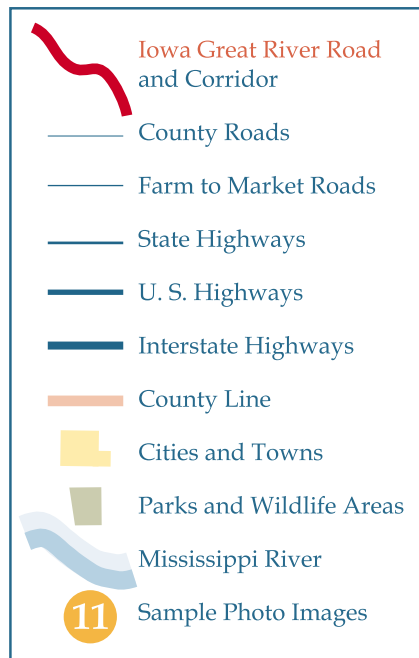 Iowa Great River Road
and Corridor
County Roads
Farm to Market Roads
State Highways
U. S. Highways
Interstate Highways
County Line
Cities and Towns
Parks and Wildlife Areas
Mississippi River
11 Sample Photo Images